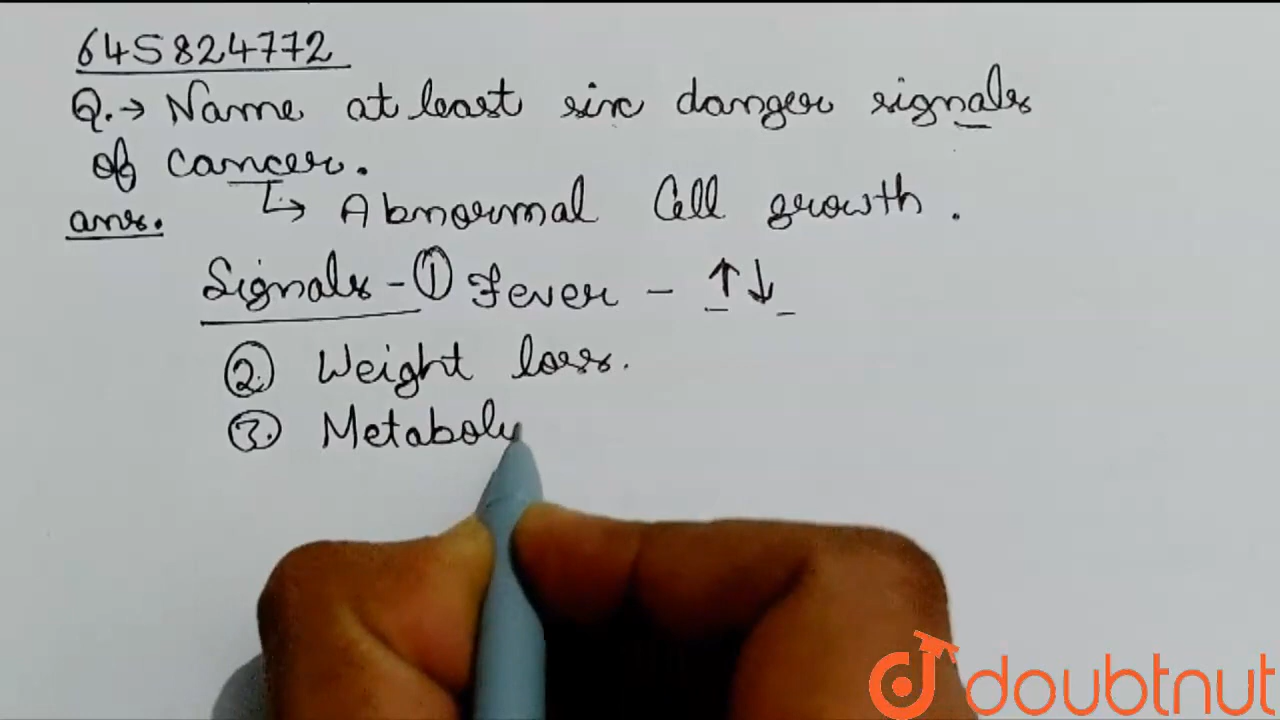 645824772
Q.→ Name at least six danger signals
of cancer.
ans. ↳ Abnormal Cell growth.
Signals - ① Fever - ↑↓
②. Weight loss.
③. Metabol
doubtnut